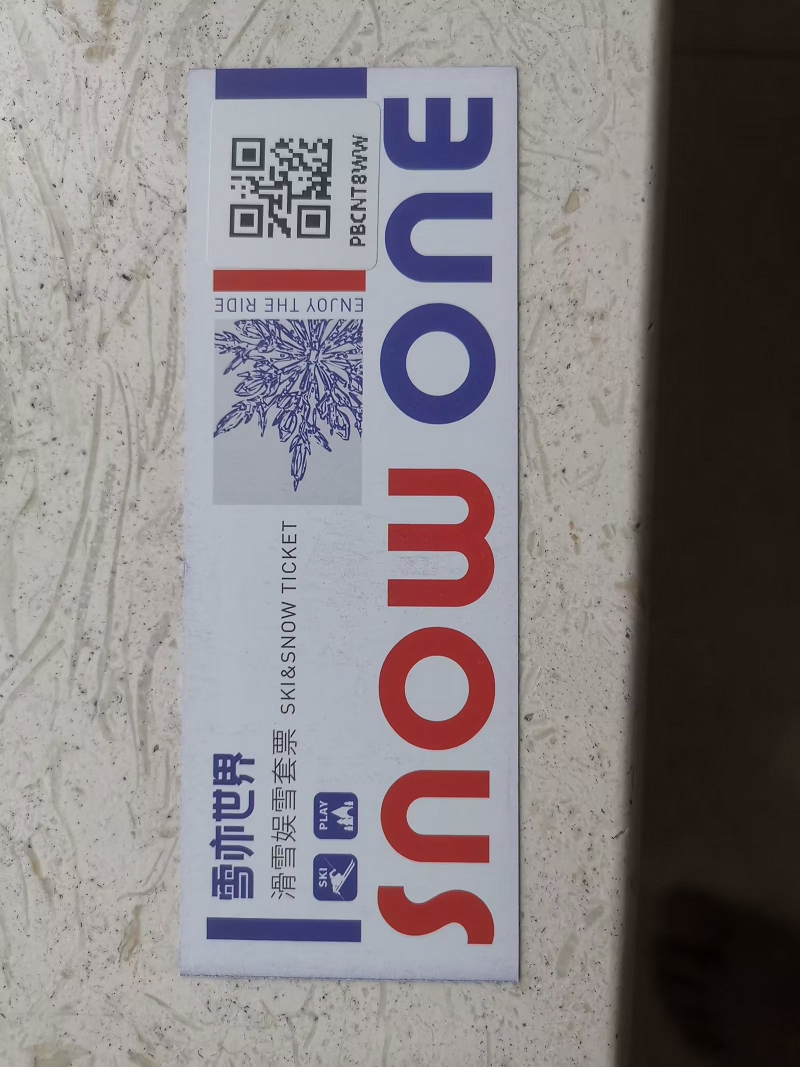 雪亦世界
滑雪娱雪套票 SKI&SNOW TICKET
SKI
PLAY
ENJOY THE RIDE
PBCNT8WW
SNOW ONE